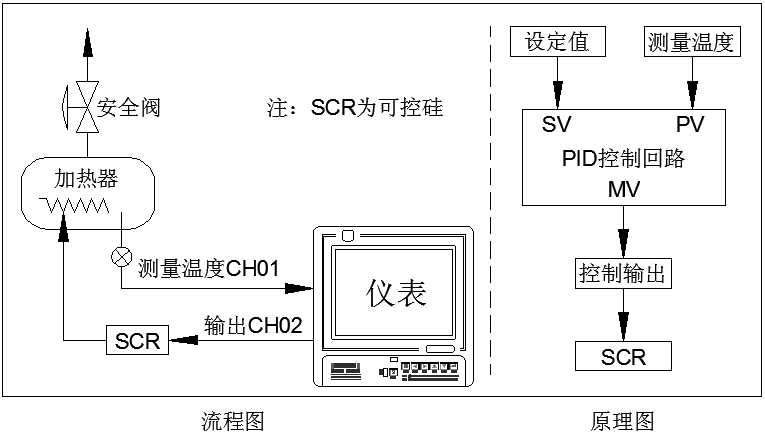 安全阀
注：SCR为可控硅
加热器
测量温度CH01
输出CH02
SCR
仪表
流程图
设定值
测量温度
SV
PV
PID控制回路
MV
控制输出
SCR
原理图